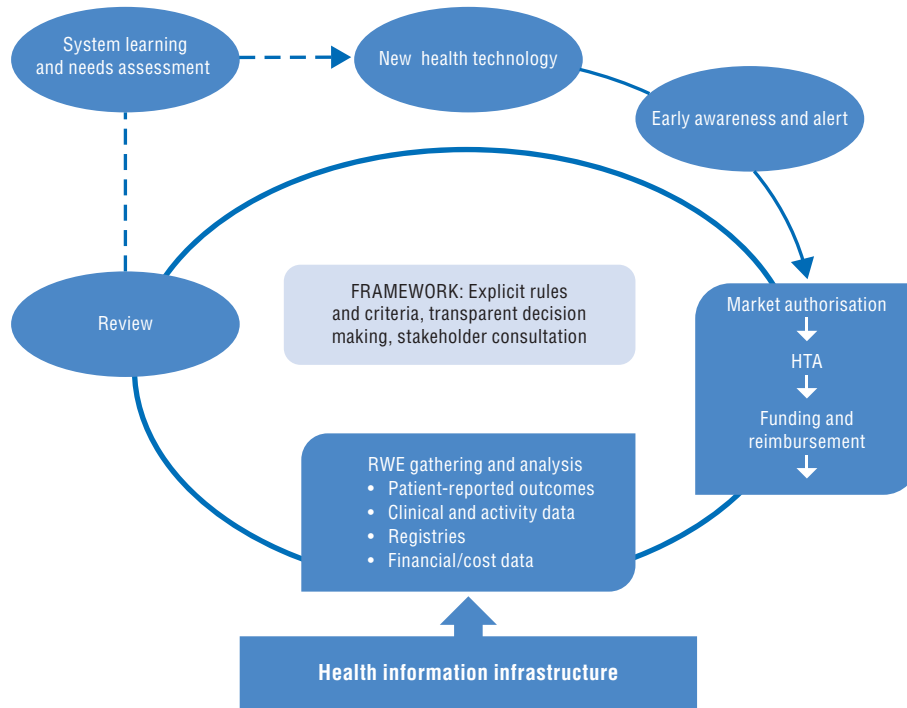 System learning
and needs assessment
New health technology
Early awareness and alert
Review
FRAMEWORK: Explicit rules
and criteria, transparent decision
making, stakeholder consultation
Market authorisation
HTA
Funding and
reimbursement
RWE gathering and analysis
• Patient-reported outcomes
• Clinical and activity data
• Registries
• Financial/cost data
Health information infrastructure